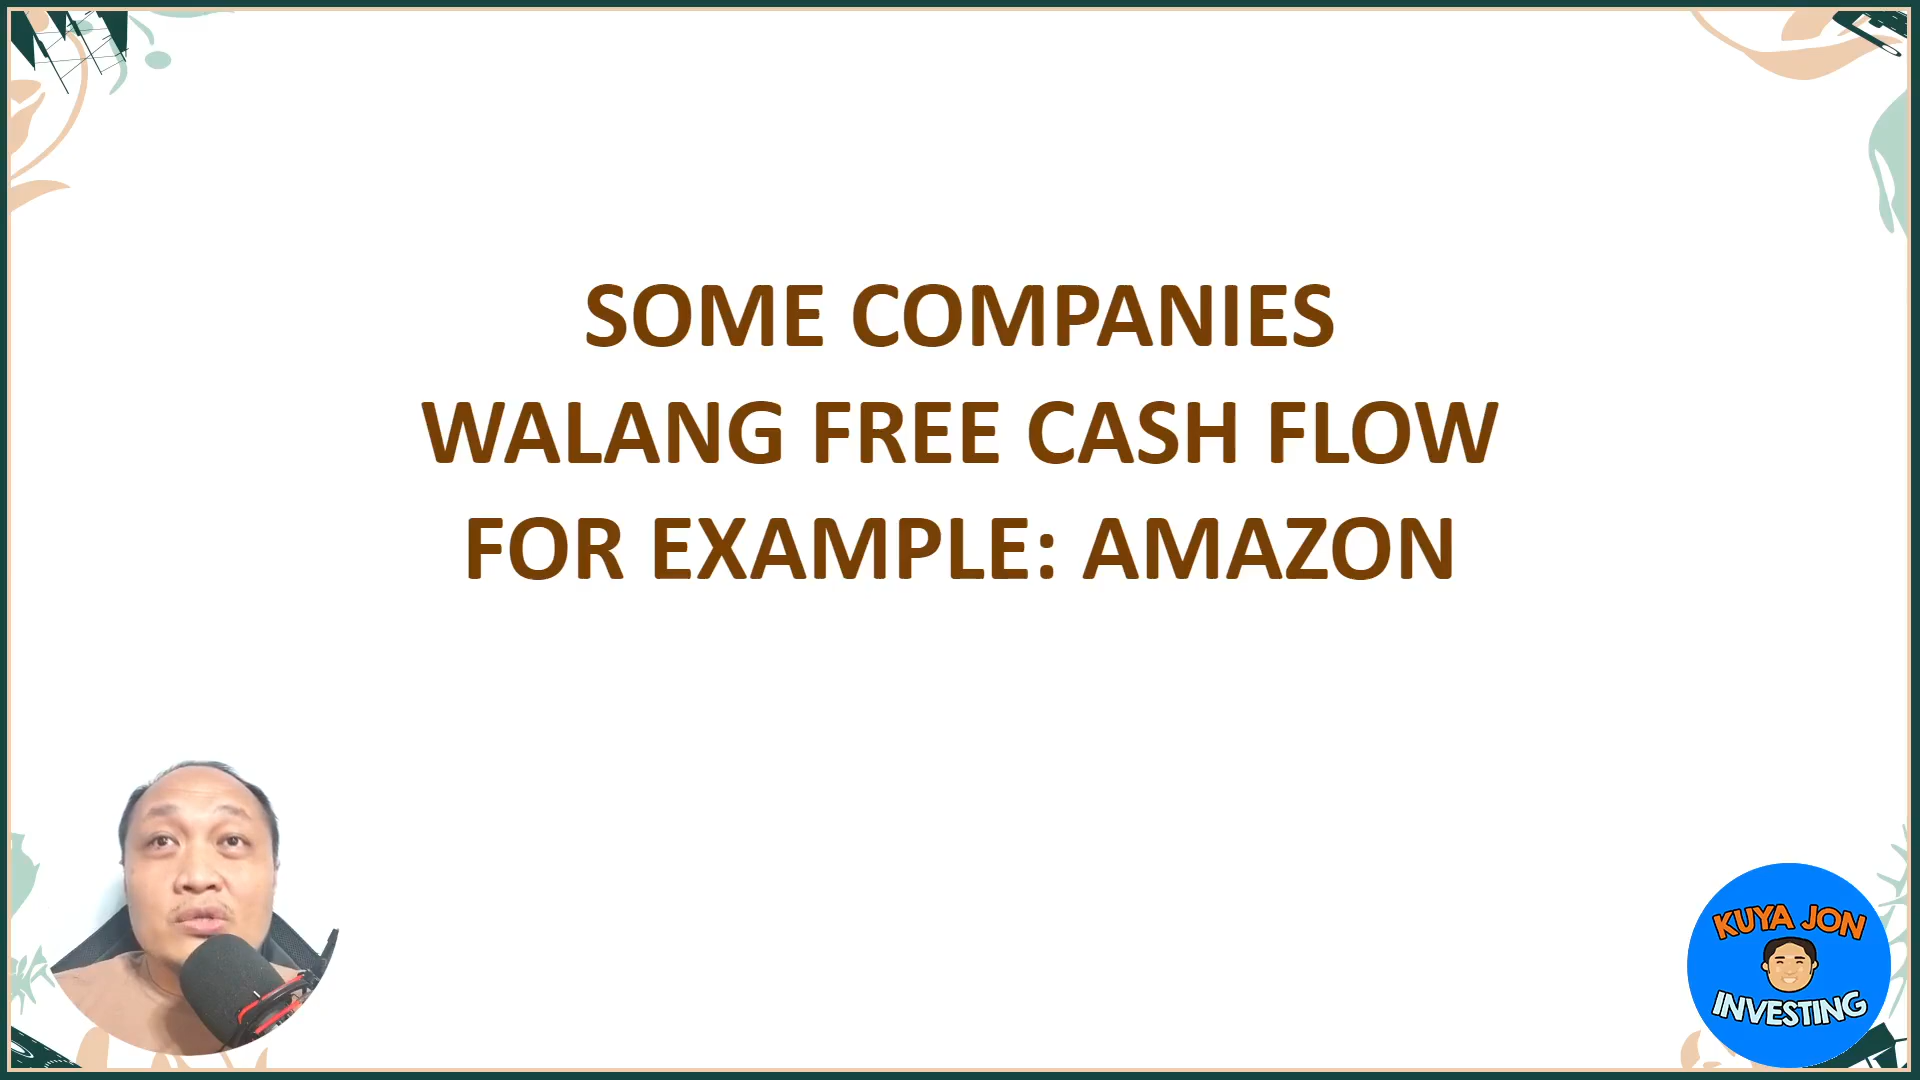 SOME COMPANIES
WALANG FREE CASH FLOW
FOR EXAMPLE: AMAZON
KUYA JON
INVESTING